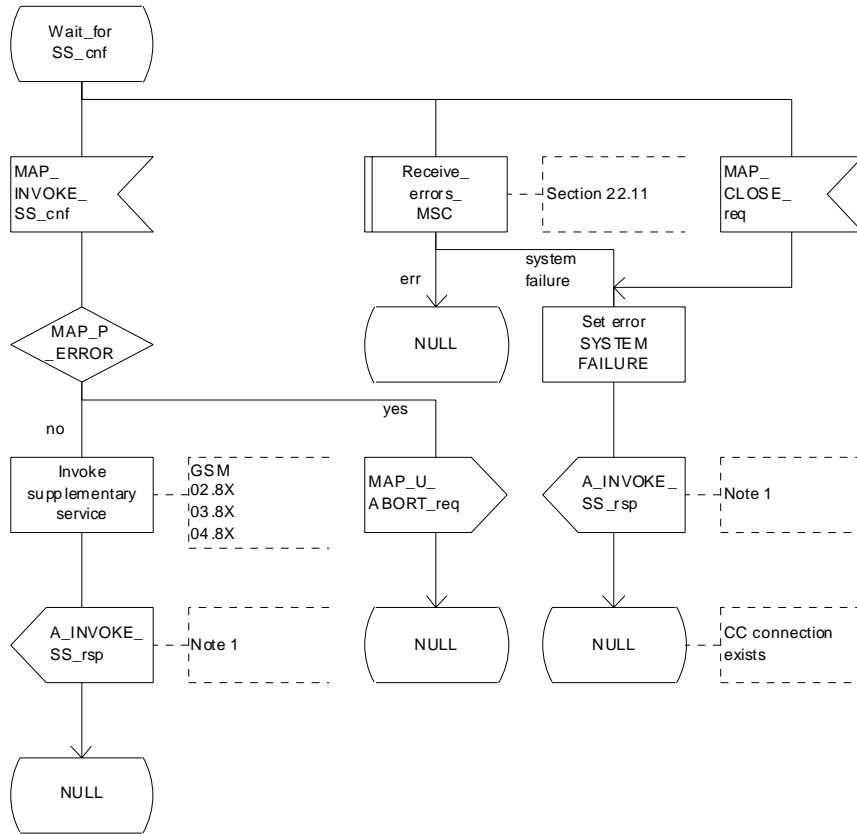 Wait_for
SS_cnf
MAP_
INVOKE_
SS_cnf
Receive_
errors_
MSC
Section 22.11
MAP_
CLOSE_
req
err
system
failure
MAP_P
_ERROR
NULL
Set error
SYSTEM
FAILURE
no
yes
Invoke
supplementary
service
GSM
02.8X
03.8X
04.8X
MAP_U_
ABORT_req
A_INVOKE_
SS_rsp
Note 1
A_INVOKE_
SS_rsp
Note 1
NULL
NULL
CC connection
exists
NULL